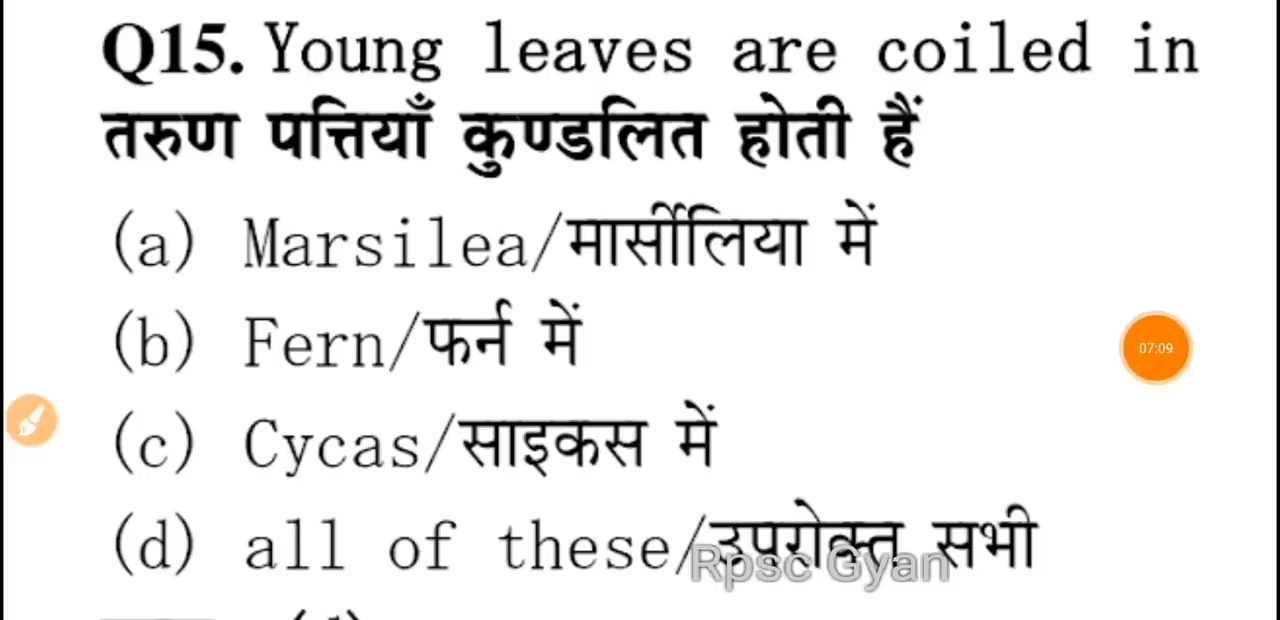 Q15. Young leaves are coiled in
तरुण पत्तियाँ कुण्डलित होती हैं
(a) Marsilea/मार्सीलिया में
(b) Fern/फर्न में
07:09
(c) Cycas/साइकस में
(d) all of these/उपरोक्त सभी
Rpsc Gyan